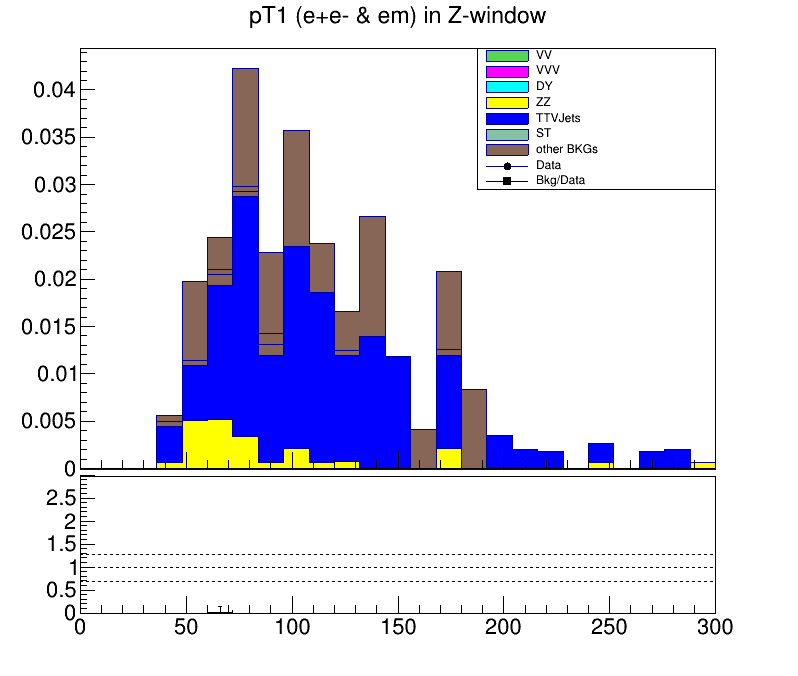 pT1 (e+e- & em) in Z-window
VV
VVV
DY
ZZ
TTVJets
ST
other BKGs
Data
Bkg/Data
0.04
0.035
0.03
0.025
0.02
0.015
0.01
0.005
0
2.5
2
1.5
1
0.5
0
0 50 100 150 200 250 300